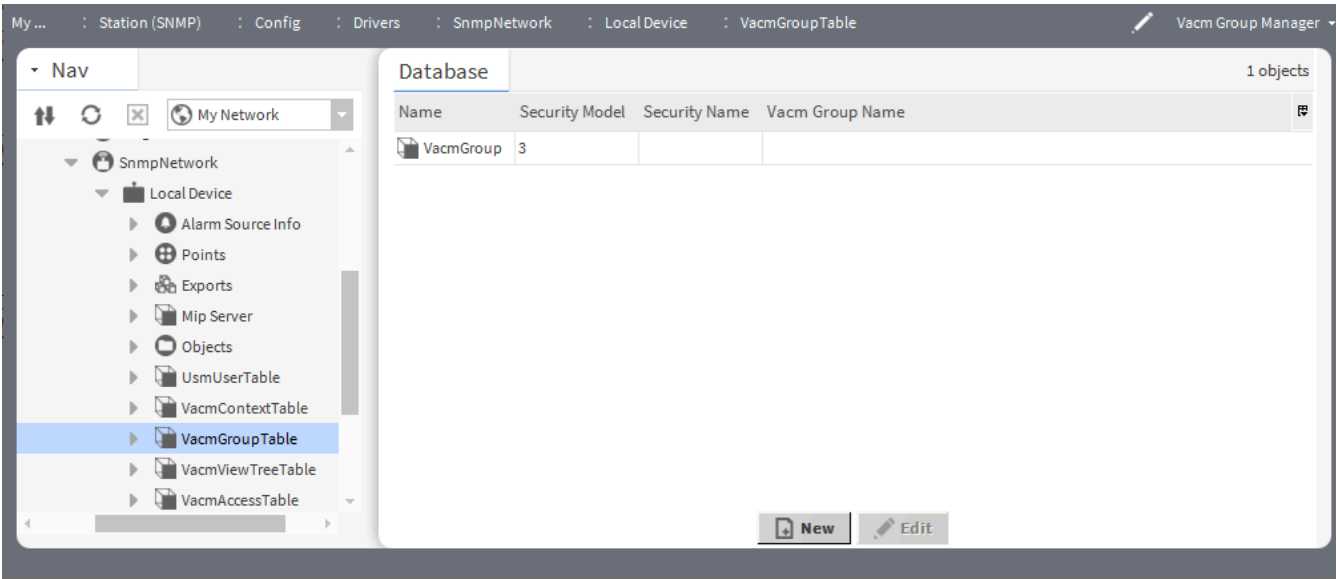 My ... : Station (SNMP) : Config : Drivers : SnmpNetwork : Local Device : VacmGroupTable Vacm Group Manager
Nav
My Network
SnmpNetwork
Local Device
Alarm Source Info
Points
Exports
Mip Server
Objects
UsmUserTable
VacmContextTable
VacmGroupTable
VacmViewTreeTable
VacmAccessTable
Database 1 objects
Name Security Model Security Name Vacm Group Name
VacmGroup 3
New Edit